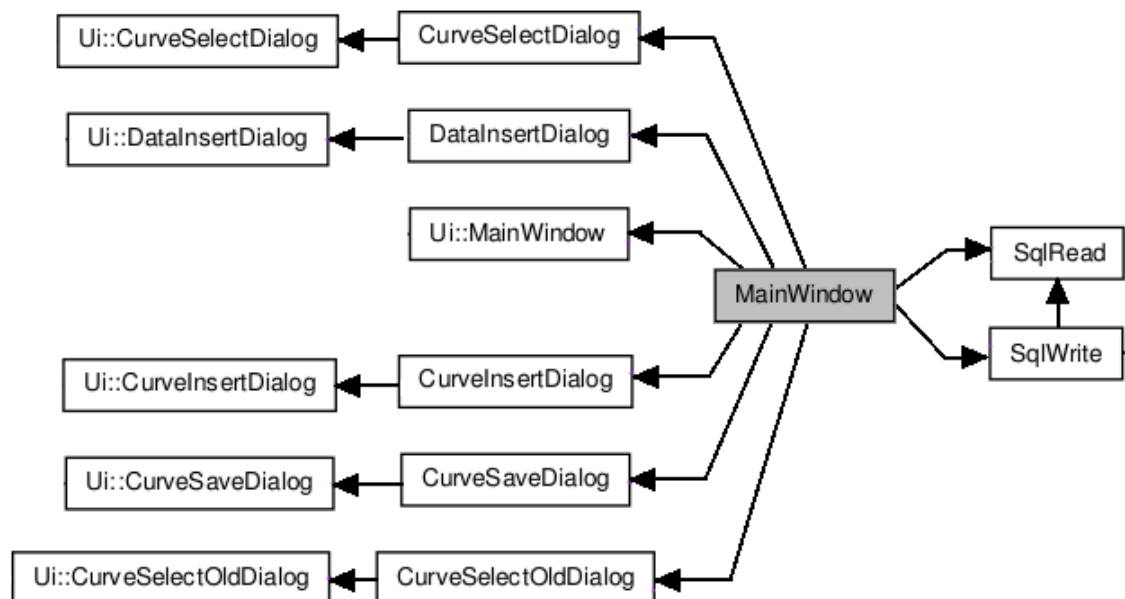 Ui::CurveSelectDialog
CurveSelectDialog
Ui::DataInsertDialog
DataInsertDialog
Ui::MainWindow
SqlRead
MainWindow
SqlWrite
Ui::CurveInsertDialog
CurveInsertDialog
Ui::CurveSaveDialog
CurveSaveDialog
Ui::CurveSelectOldDialog
CurveSelectOldDialog